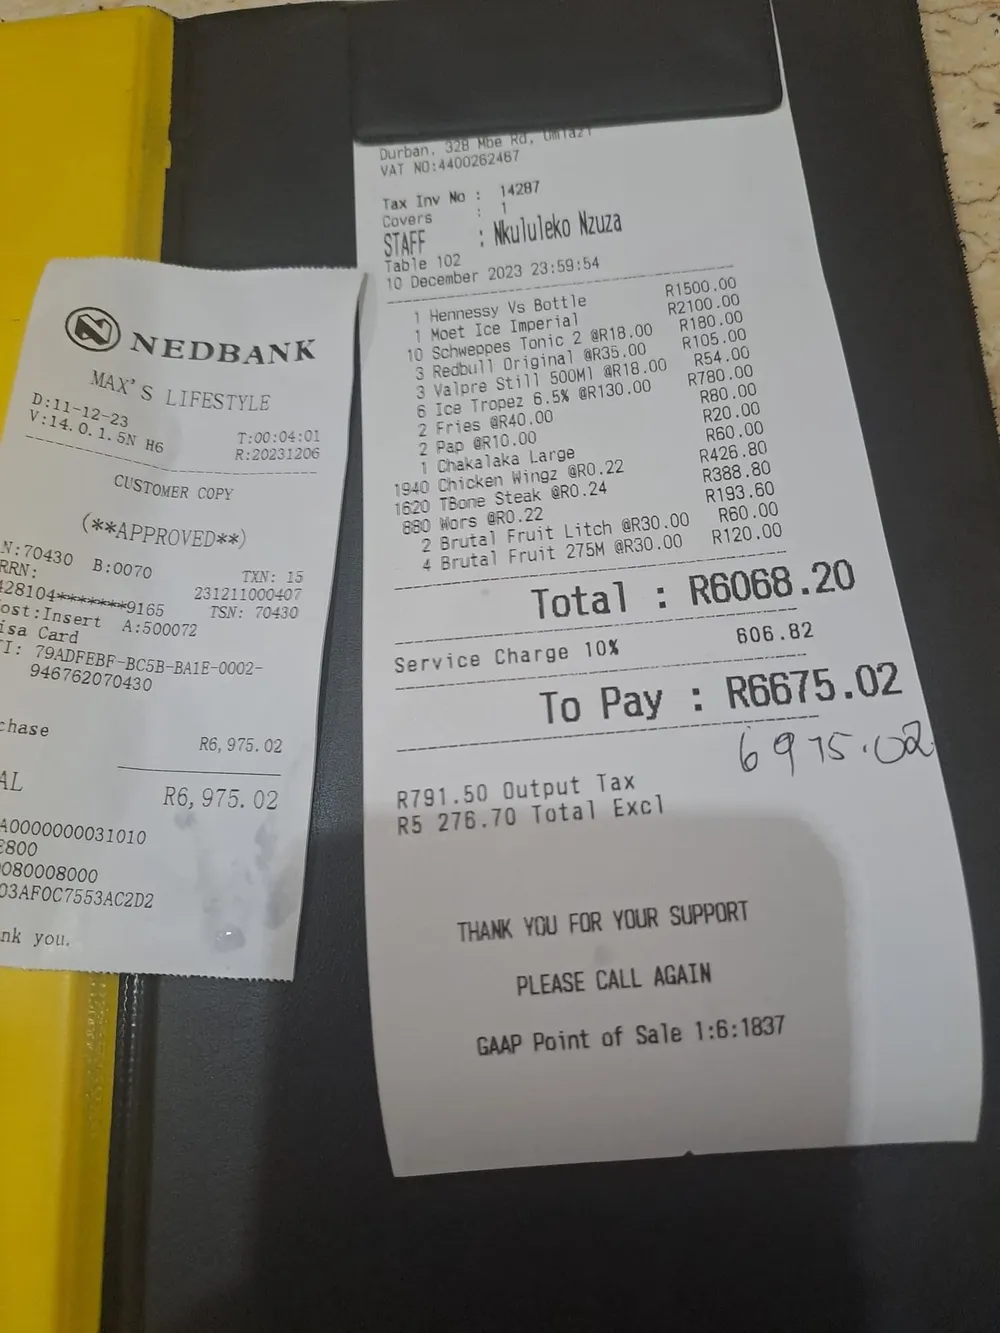 NEDBANK
MAX'S LIFESTYLE
D:11-12-23 T:00:04:01
V:14.0.1.5N H6 R:20231206
CUSTOMER COPY
(**APPROVED**)
N:70430 B:0070 TXN: 15
RRN: 231211000407
428104*******9165 TSN: 70430
ost:Insert A:500072
isa Card
TI: 79ADFEBF-BC5B-BA1E-0002-
946762070430
chase R6,975.02
AL R6,975.02
A0000000031010
E800
0080008000
03AF0C7553AC2D2
nk you.
Durban. 328 Mbe Rd, Umlazi
VAT NO:4400262467
Tax Inv No : 14287
Covers : 1
STAFF : Nkululeko Nzuza
Table 102
10 December 2023 23:59:54
1 Hennessy Vs Bottle R1500.00
1 Moet Ice Imperial R2100.00
10 Schweppes Tonic 2 @R18.00 R180.00
3 Redbull Original @R35.00 R105.00
3 Valpre Still 500Ml @R18.00 R54.00
6 Ice Tropez 6.5% @R130.00 R780.00
2 Fries @R40.00 R80.00
2 Pap @R10.00 R20.00
1 Chakalaka Large R60.00
1940 Chicken Wingz @R0.22 R426.80
1620 TBone Steak @R0.24 R388.80
880 Wors @R0.22 R193.60
2 Brutal Fruit Litch @R30.00 R60.00
4 Brutal Fruit 275M @R30.00 R120.00
Total : R6068.20
Service Charge 10% 606.82
To Pay : R6675.02
6975.02
R791.50 Output Tax
R5 276.70 Total Excl
THANK YOU FOR YOUR SUPPORT
PLEASE CALL AGAIN
GAAP Point of Sale 1:6:1837